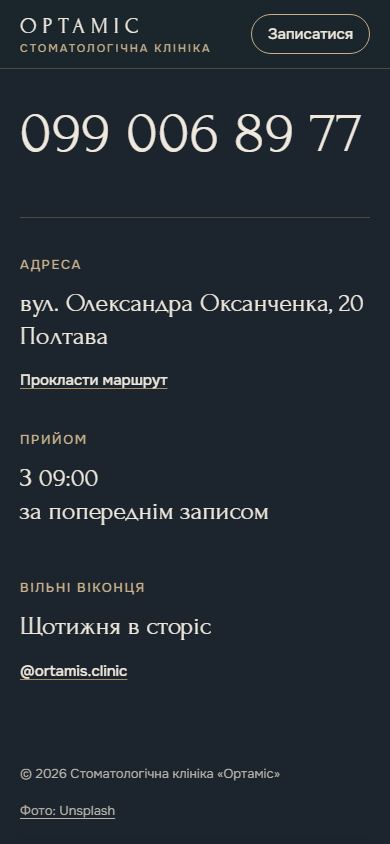 ОРТАМІС
СТОМАТОЛОГІЧНА КЛІНІКА
Записатися
099 006 89 77
АДРЕСА
вул. Олександра Оксанченка, 20
Полтава
Прокласти маршрут
ПРИЙОМ
З 09:00
за попереднім записом
ВІЛЬНІ ВІКОНЦЯ
Щотижня в сторіс
@ortamis.clinic
© 2026 Стоматологічна клініка «Ортаміс»
Фото: Unsplash